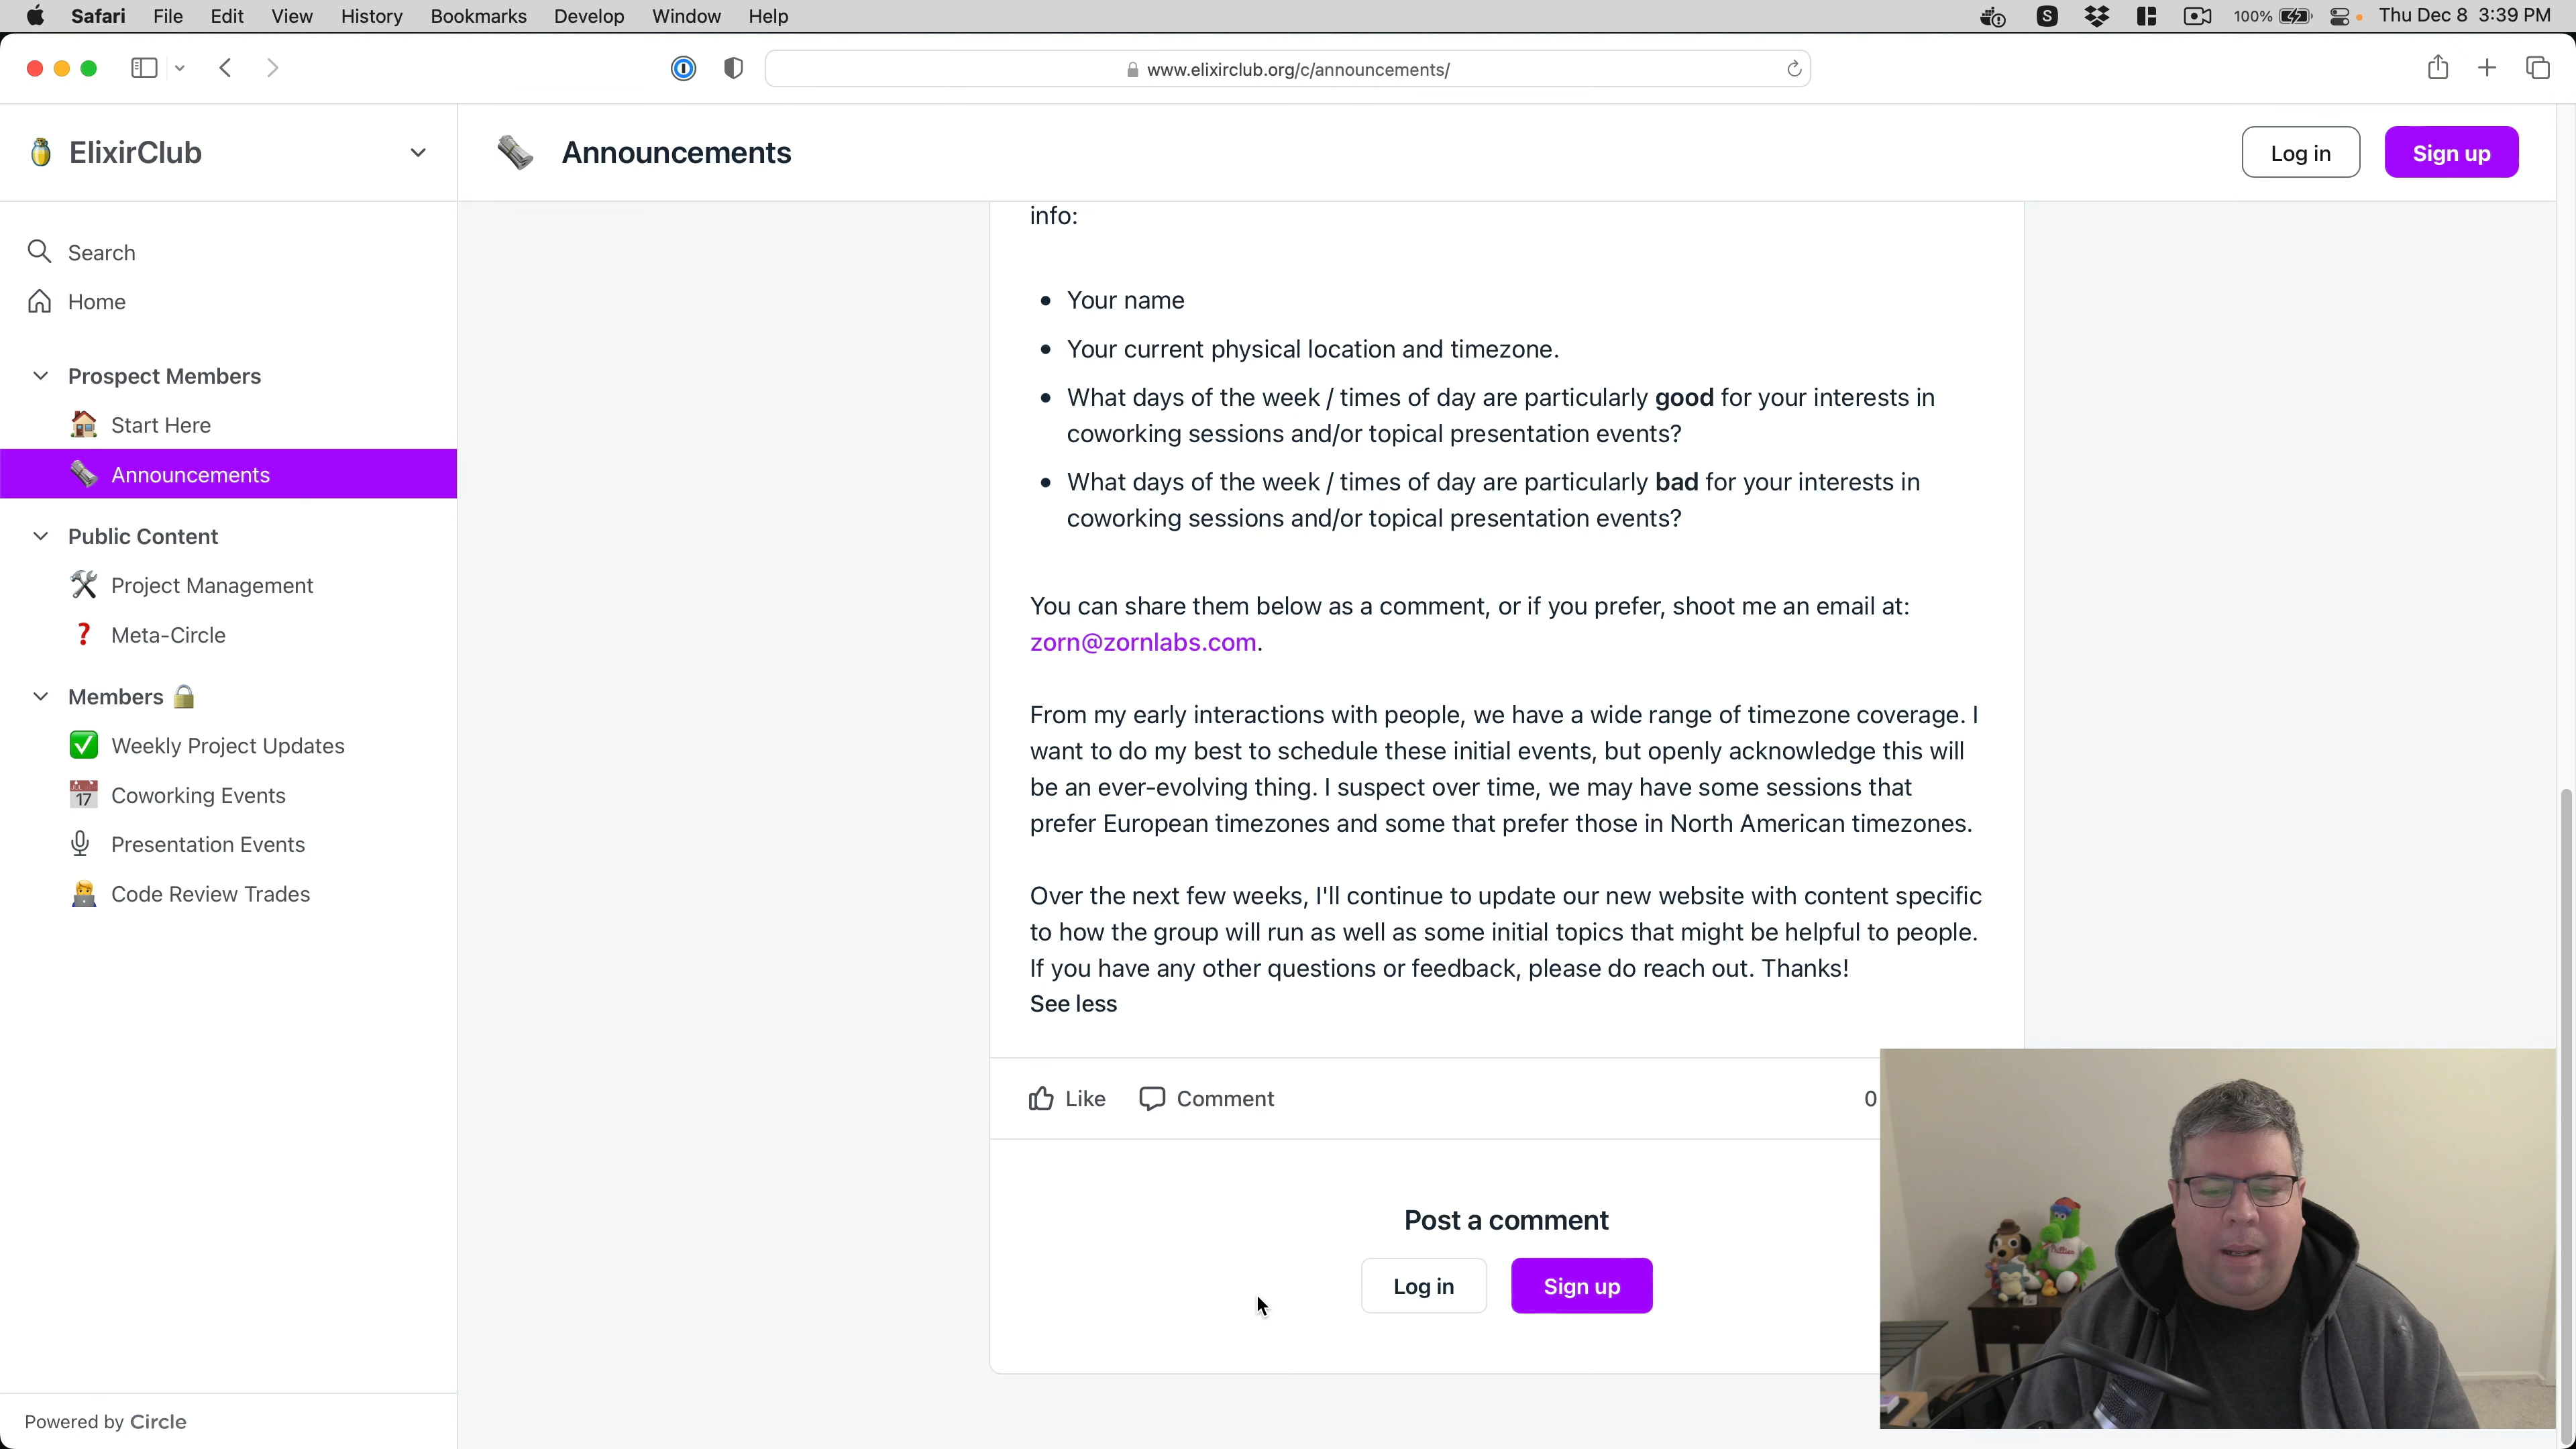 Safari File Edit View History Bookmarks Develop Window Help
S
100%
Thu Dec 8 3:39 PM
www.elixirclub.org/c/announcements/
ElixirClub
Announcements
Log in
Sign up
Search
Home
Prospect Members
Start Here
Announcements
Public Content
Project Management
Meta-Circle
Members
Weekly Project Updates
17
Coworking Events
Presentation Events
Code Review Trades
Powered by Circle
info:
Your name
Your current physical location and timezone.
What days of the week / times of day are particularly good for your interests in
coworking sessions and/or topical presentation events?
What days of the week / times of day are particularly bad for your interests in
coworking sessions and/or topical presentation events?
You can share them below as a comment, or if you prefer, shoot me an email at:
zorn@zornlabs.com.
From my early interactions with people, we have a wide range of timezone coverage. I
want to do my best to schedule these initial events, but openly acknowledge this will
be an ever-evolving thing. I suspect over time, we may have some sessions that
prefer European timezones and some that prefer those in North American timezones.
Over the next few weeks, I'll continue to update our new website with content specific
to how the group will run as well as some initial topics that might be helpful to people.
If you have any other questions or feedback, please do reach out. Thanks!
See less
Like
Comment
0
Post a comment
Log in
Sign up